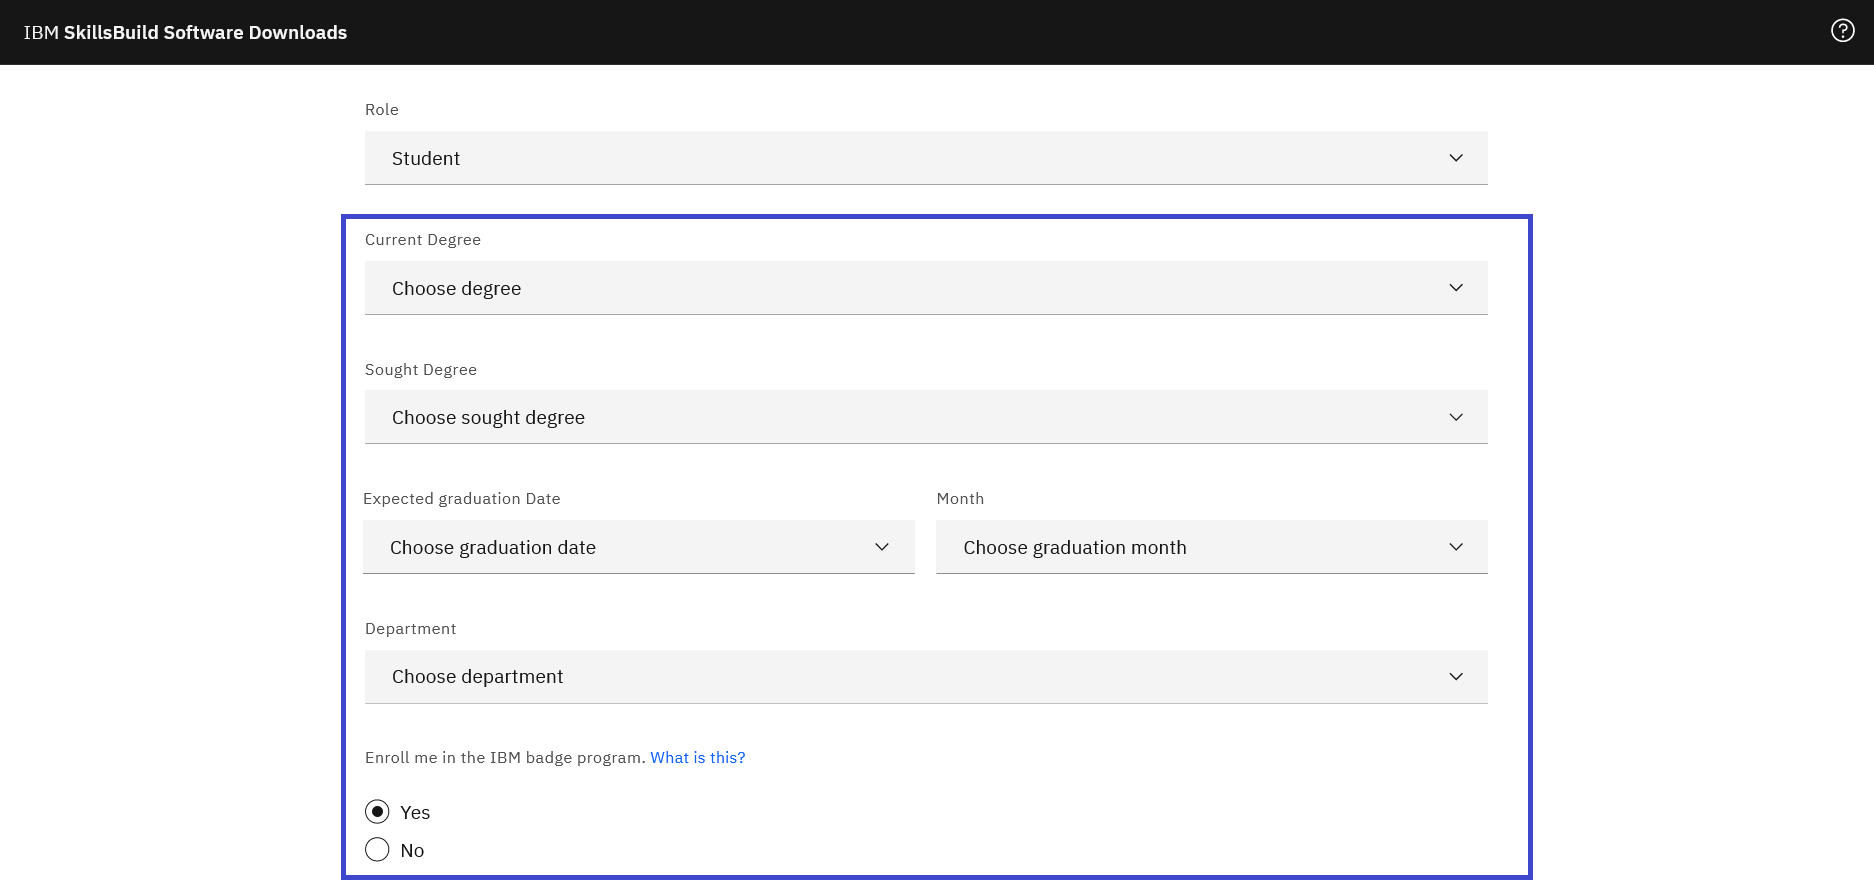 IBM SkillsBuild Software Downloads
Role
Student
Current Degree
Choose degree
Sought Degree
Choose sought degree
Expected graduation Date
Month
Choose graduation date
Choose graduation month
Department
Choose department
Enroll me in the IBM badge program. What is this?
Yes
No